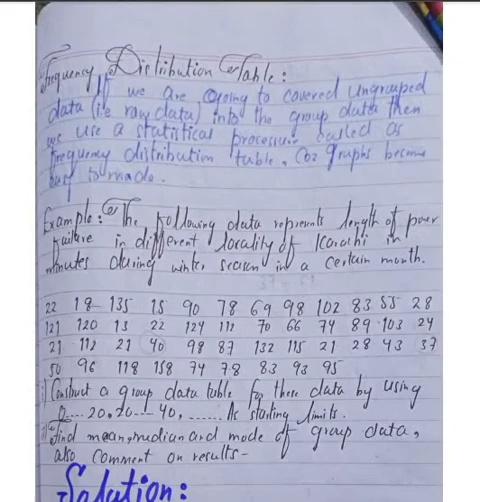 Frequency Distribution Table:
If we are going to covered ungrouped
data (i.e raw data) into the group data then
we use a statistical processure called as
frequency distribution table. Coz graphs become
easy to made.
Example: The following data represents length of power
failure in different locality of Karachi in
minutes during winter season in a certain month.
22 18 135 15 90 78 69 98 102 83 55 28
121 120 13 22 124 112 70 66 74 89 103 24
21 112 21 40 98 87 132 115 21 28 43 37
50 96 118 158 74 78 83 93 95
i) Construct a group data table for these data by using
0---20, 20---40, ...... As starting limits.
ii) Find mean, median and mode of group data,
also comment on results-
Solution: